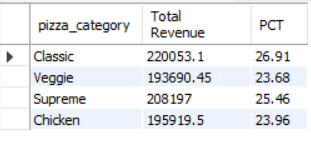 pizza_category Total Revenue PCT
Classic 220053.1 26.91
Veggie 193690.45 23.68
Supreme 208197 25.46
Chicken 195919.5 23.96